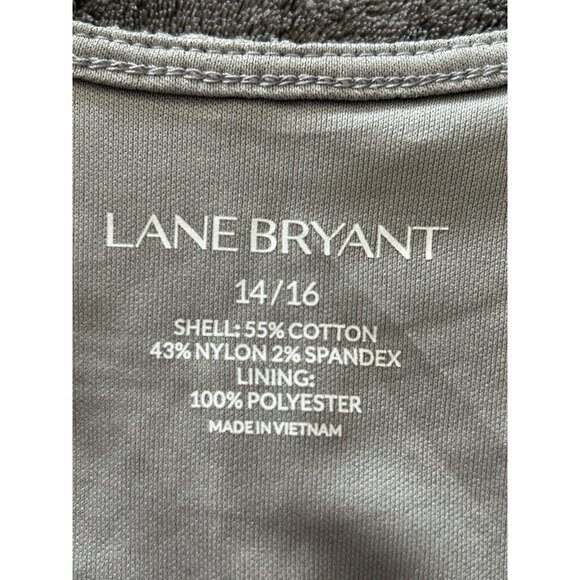 LANE BRYANT
14/16
SHELL: 55% COTTON
43% NYLON 2% SPANDEX
LINING:
100% POLYESTER
MADE IN VIETNAM